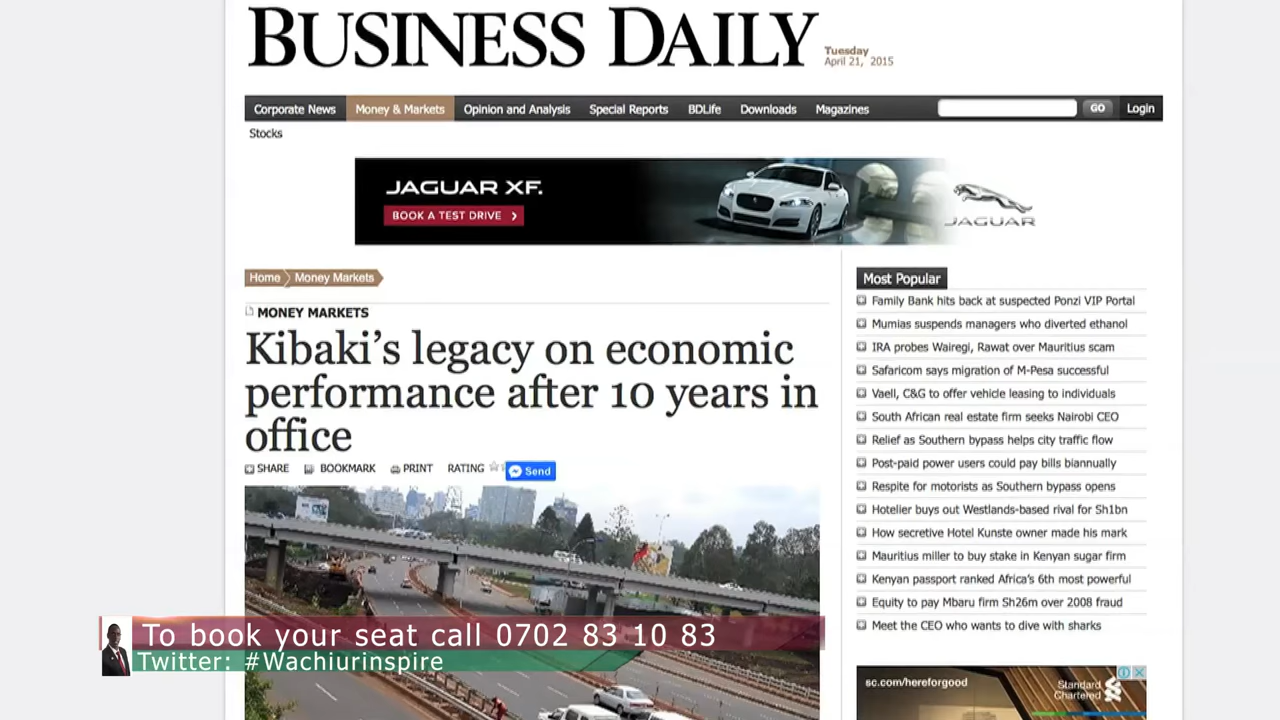 BUSINESS DAILY
Tuesday
April 21, 2015
Corporate News Money & Markets Opinion and Analysis Special Reports BDLife Downloads Magazines GO Login
Stocks
JAGUAR XF.
BOOK A TEST DRIVE
JAGUAR
Home Money Markets
MONEY MARKETS
Kibaki's legacy on economic
performance after 10 years in
office
SHARE BOOKMARK PRINT RATING Send
Most Popular
Family Bank hits back at suspected Ponzi VIP Portal
Mumias suspends managers who diverted ethanol
IRA probes Wairegi, Rawat over Mauritius scam
Safaricom says migration of M-Pesa successful
Vaell, C&G to offer vehicle leasing to individuals
South African real estate firm seeks Nairobi CEO
Relief as Southern bypass helps city traffic flow
Post-paid power users could pay bills biannually
Respite for motorists as Southern bypass opens
Hotelier buys out Westlands-based rival for Sh1bn
How secretive Hotel Kunste owner made his mark
Mauritius miller to buy stake in Kenyan sugar firm
Kenyan passport ranked Africa's 6th most powerful
Equity to pay Mbaru firm Sh26m over 2008 fraud
Meet the CEO who wants to dive with sharks
sc.com/hereforgood
Standard
Chartered
To book your seat call 0702 83 10 83
Twitter: #Wachiurinspire